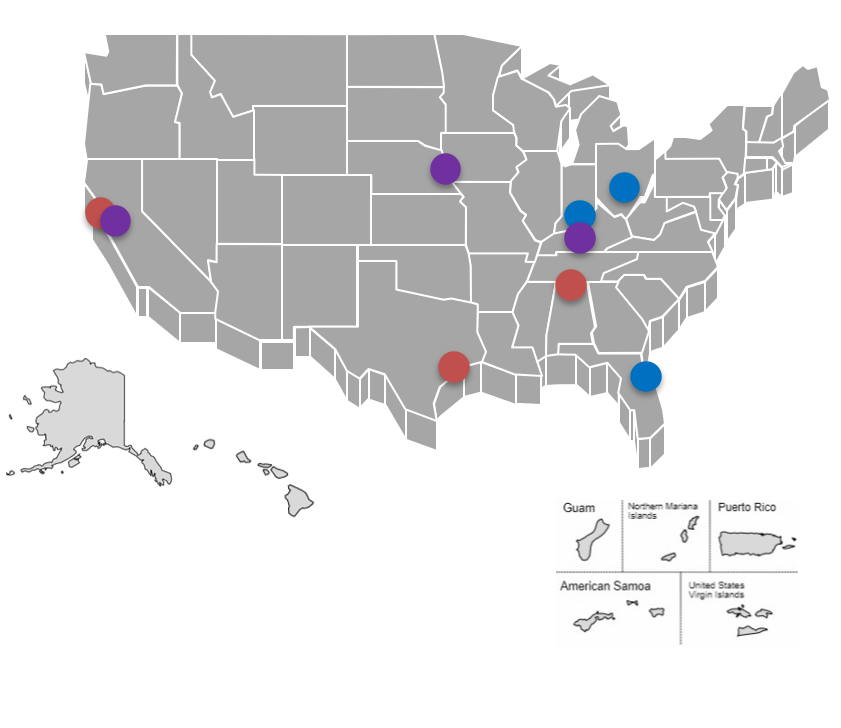 Guam
Northern Mariana
Islands
Puerto Rico
American Samoa
United States
Virgin Islands